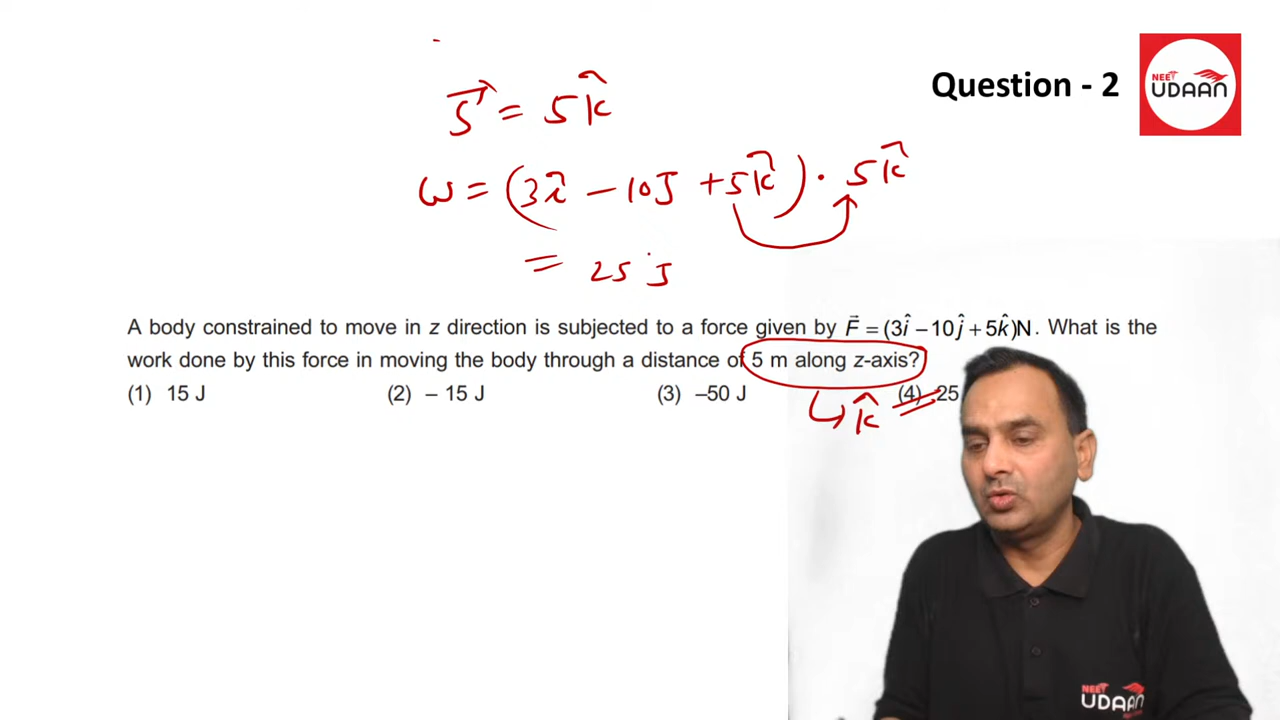 Question - 2
NEET
UDAAN
S⃗ = 5k̂
W = (3î − 10J + 5k̂) · 5k̂
= 25 J
A body constrained to move in z direction is subjected to a force given by F⃗ = (3î − 10ĵ + 5k̂)N. What is the
work done by this force in moving the body through a distance of 5 m along z-axis?
(1) 15 J (2) – 15 J (3) –50 J (4) 25
k̂
NEET
UDAAN